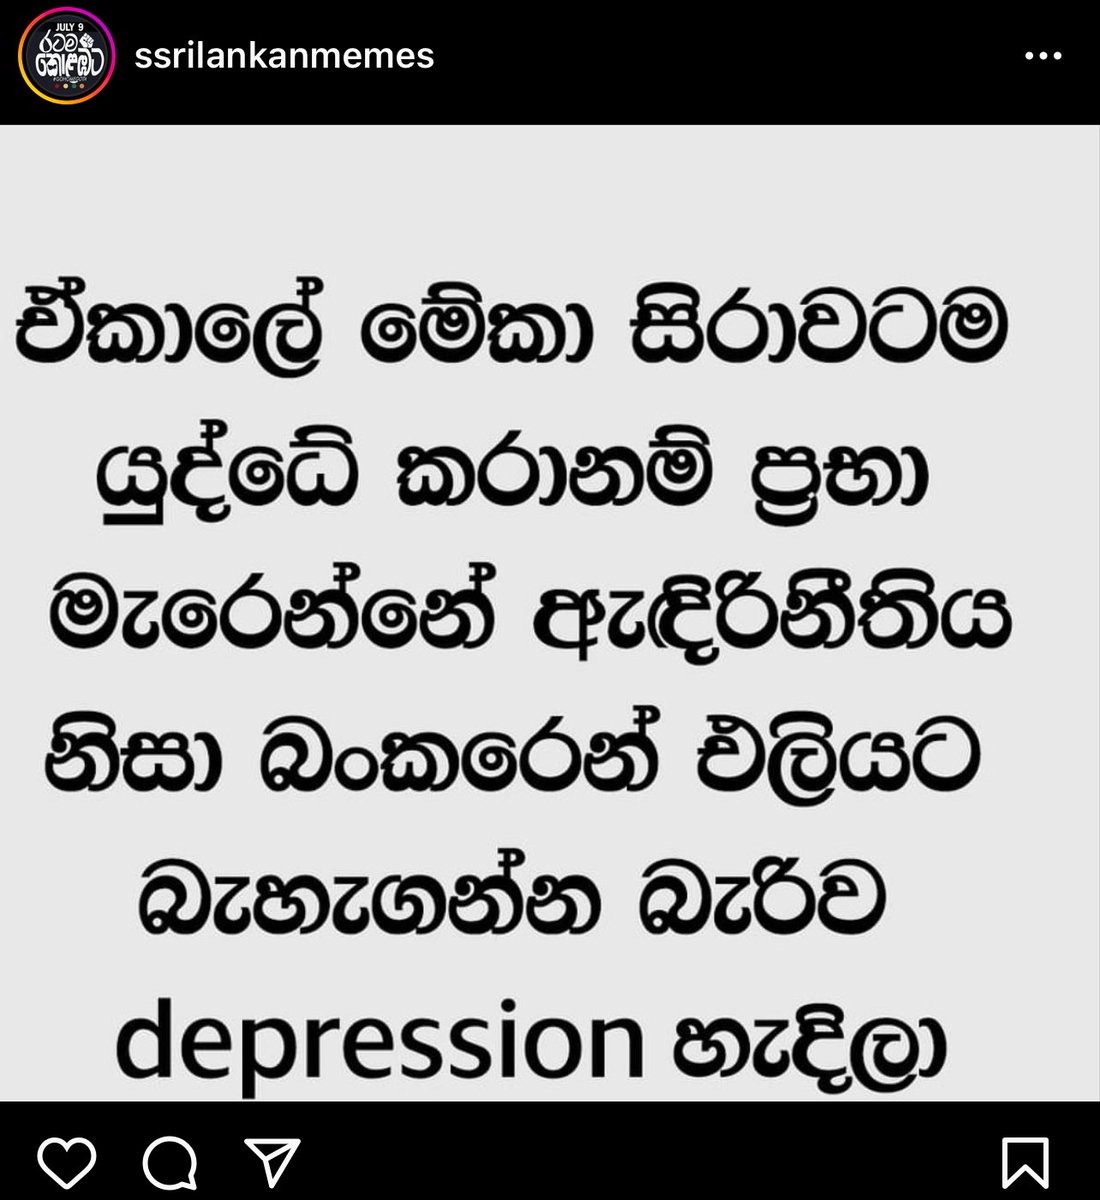 JULY 9
රටම
කොළඹට
ssrilankanmemes
ඒකාලේ මේකා සිරාවටම
යුද්ධේ කරානම් ප්‍රභා
මැරෙන්නේ ඇඳිරිනීතිය
නිසා බංකරෙන් එලියට
බැහැගන්න බැරිව
depression හැදිලා